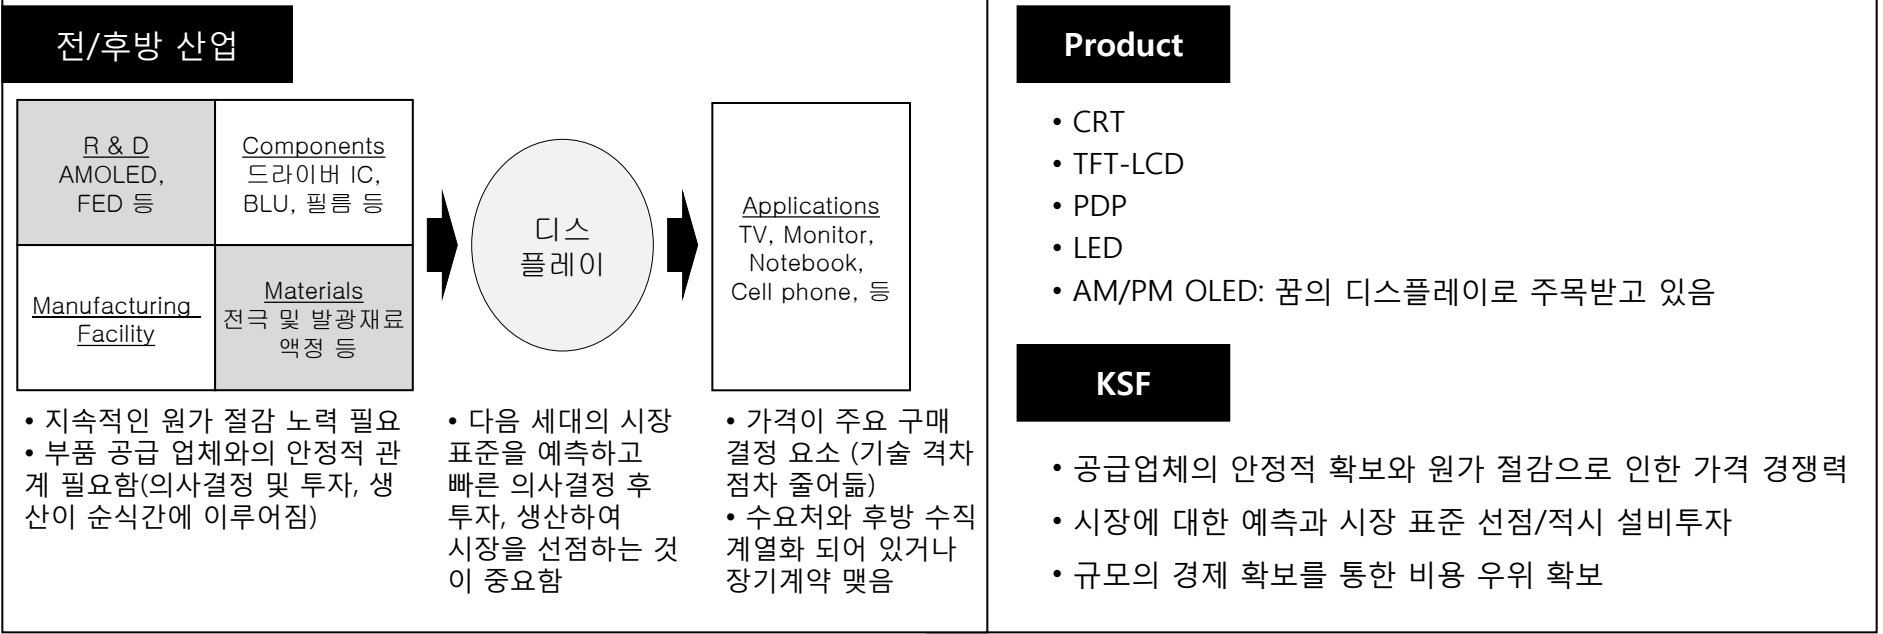 전/후방 산업
R & D
AMOLED,
FED 등
Components
드라이버 IC,
BLU, 필름 등
Manufacturing
Facility
Materials
전극 및 발광재료
액정 등
디스
플레이
Applications
TV, Monitor,
Notebook,
Cell phone, 등
• 지속적인 원가 절감 노력 필요
• 부품 공급 업체와의 안정적 관
계 필요함(의사결정 및 투자, 생
산이 순식간에 이루어짐)
• 다음 세대의 시장
표준을 예측하고
빠른 의사결정 후
투자, 생산하여
시장을 선점하는 것
이 중요함
• 가격이 주요 구매
결정 요소 (기술 격차
점차 줄어듦)
• 수요처와 후방 수직
계열화 되어 있거나
장기계약 맺음
Product
• CRT
• TFT-LCD
• PDP
• LED
• AM/PM OLED: 꿈의 디스플레이로 주목받고 있음
KSF
• 공급업체의 안정적 확보와 원가 절감으로 인한 가격 경쟁력
• 시장에 대한 예측과 시장 표준 선점/적시 설비투자
• 규모의 경제 확보를 통한 비용 우위 확보